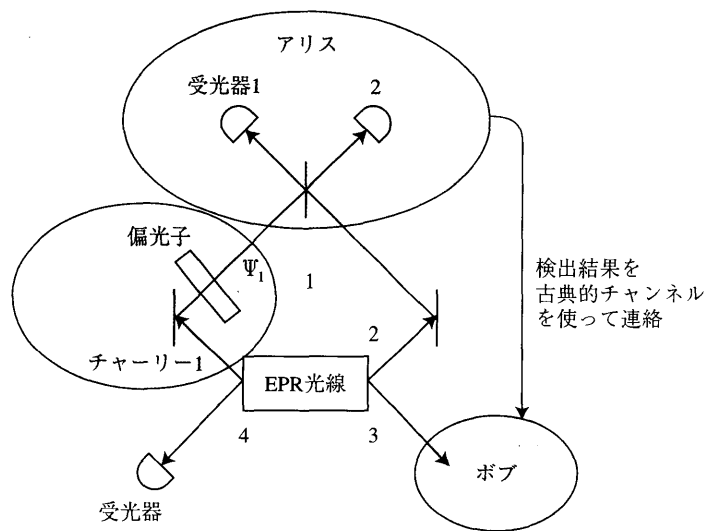 アリス
受光器1
2
偏光子
Ψ1
1
検出結果を
古典的チャンネル
を使って連絡
2
チャーリー1
EPR光線
4
3
ボブ
受光器